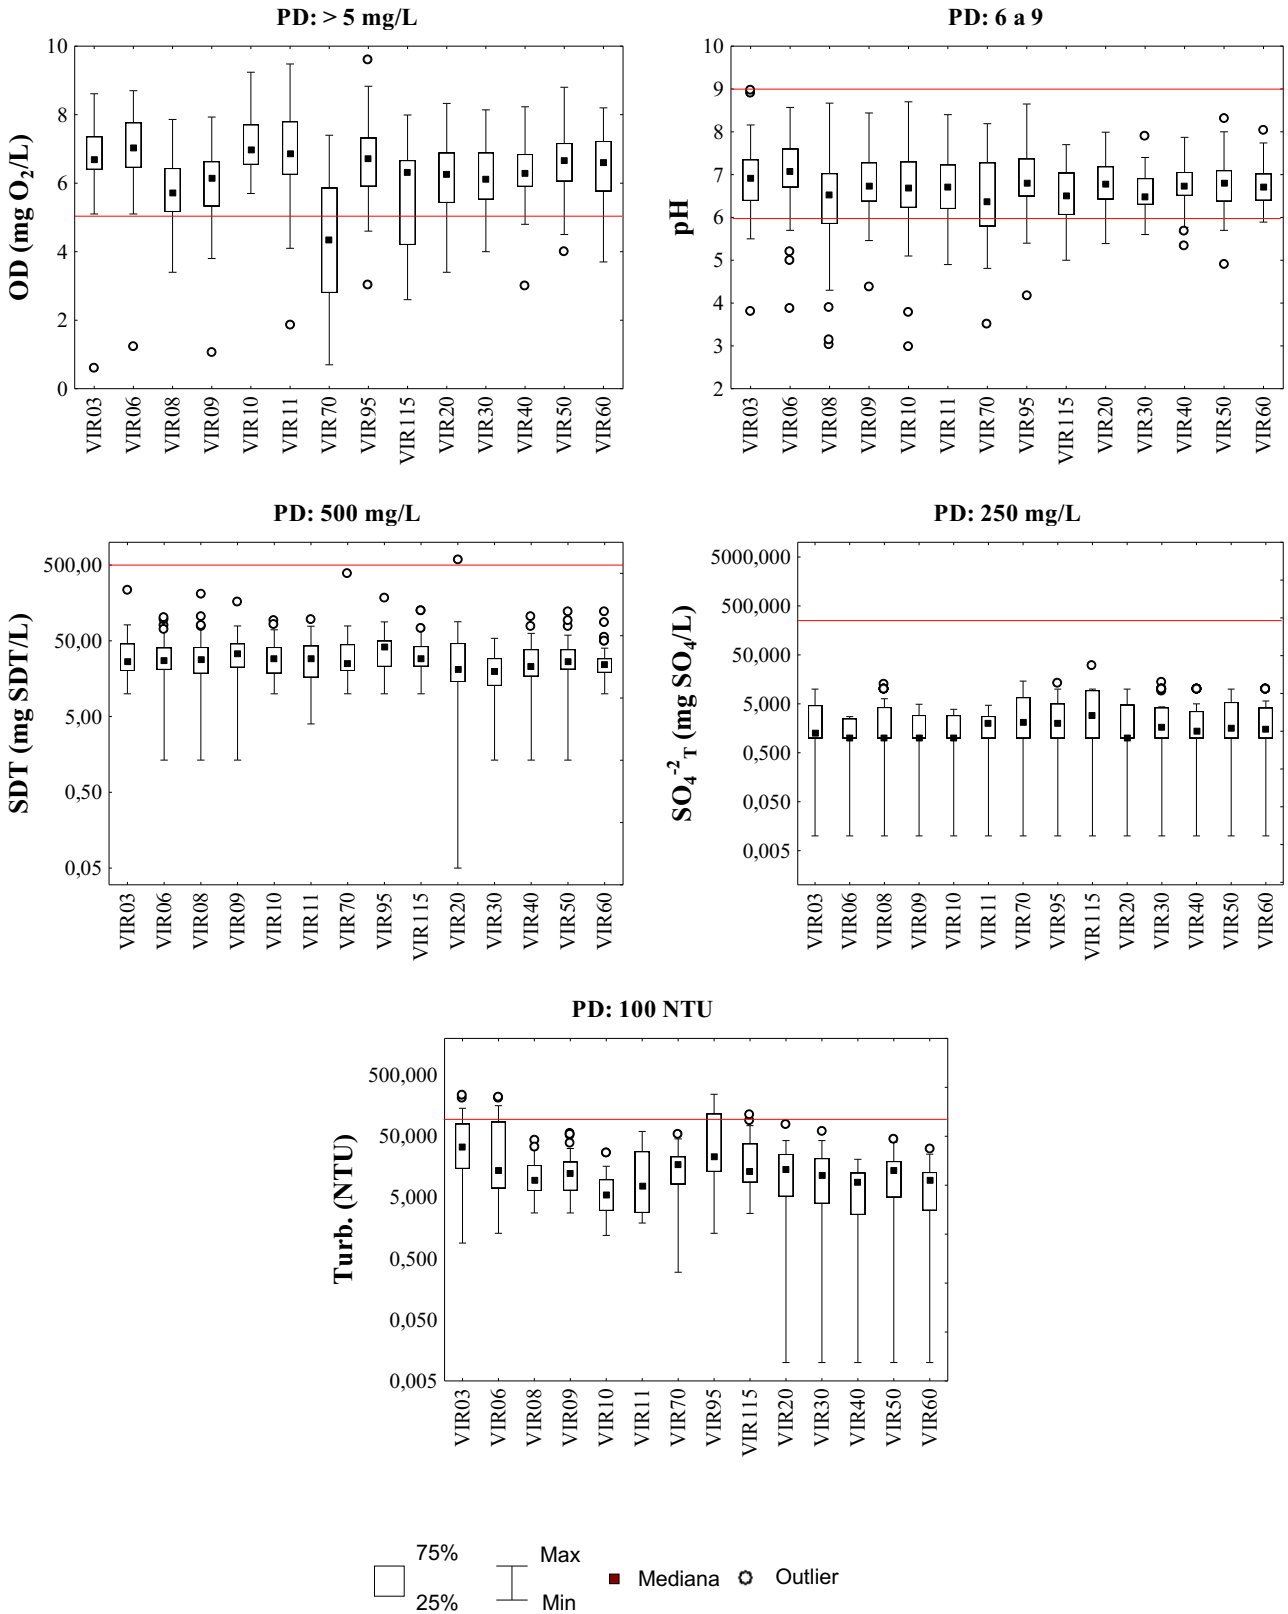 PD: > 5 mg/L
OD (mg O₂/L)
10
8
6
4
2
0
VIR03 VIR06 VIR08 VIR09 VIR10 VIR11 VIR70 VIR95 VIR115 VIR20 VIR30 VIR40 VIR50 VIR60
PD: 6 a 9
pH
10
9
8
7
6
5
4
3
2
VIR03 VIR06 VIR08 VIR09 VIR10 VIR11 VIR70 VIR95 VIR115 VIR20 VIR30 VIR40 VIR50 VIR60
PD: 500 mg/L
SDT (mg SDT/L)
500,00
50,00
5,00
0,50
0,05
VIR03 VIR06 VIR08 VIR09 VIR10 VIR11 VIR70 VIR95 VIR115 VIR20 VIR30 VIR40 VIR50 VIR60
PD: 250 mg/L
SO₄⁻²T (mg SO₄/L)
5000,000
500,000
50,000
5,000
0,500
0,050
0,005
VIR03 VIR06 VIR08 VIR09 VIR10 VIR11 VIR70 VIR95 VIR115 VIR20 VIR30 VIR40 VIR50 VIR60
PD: 100 NTU
Turb. (NTU)
500,000
50,000
5,000
0,500
0,050
0,005
VIR03 VIR06 VIR08 VIR09 VIR10 VIR11 VIR70 VIR95 VIR115 VIR20 VIR30 VIR40 VIR50 VIR60
75%
25%
Max
Min
Mediana
Outlier